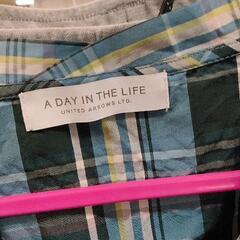 A DAY IN THE LIFE
UNITED ARROWS LTD.